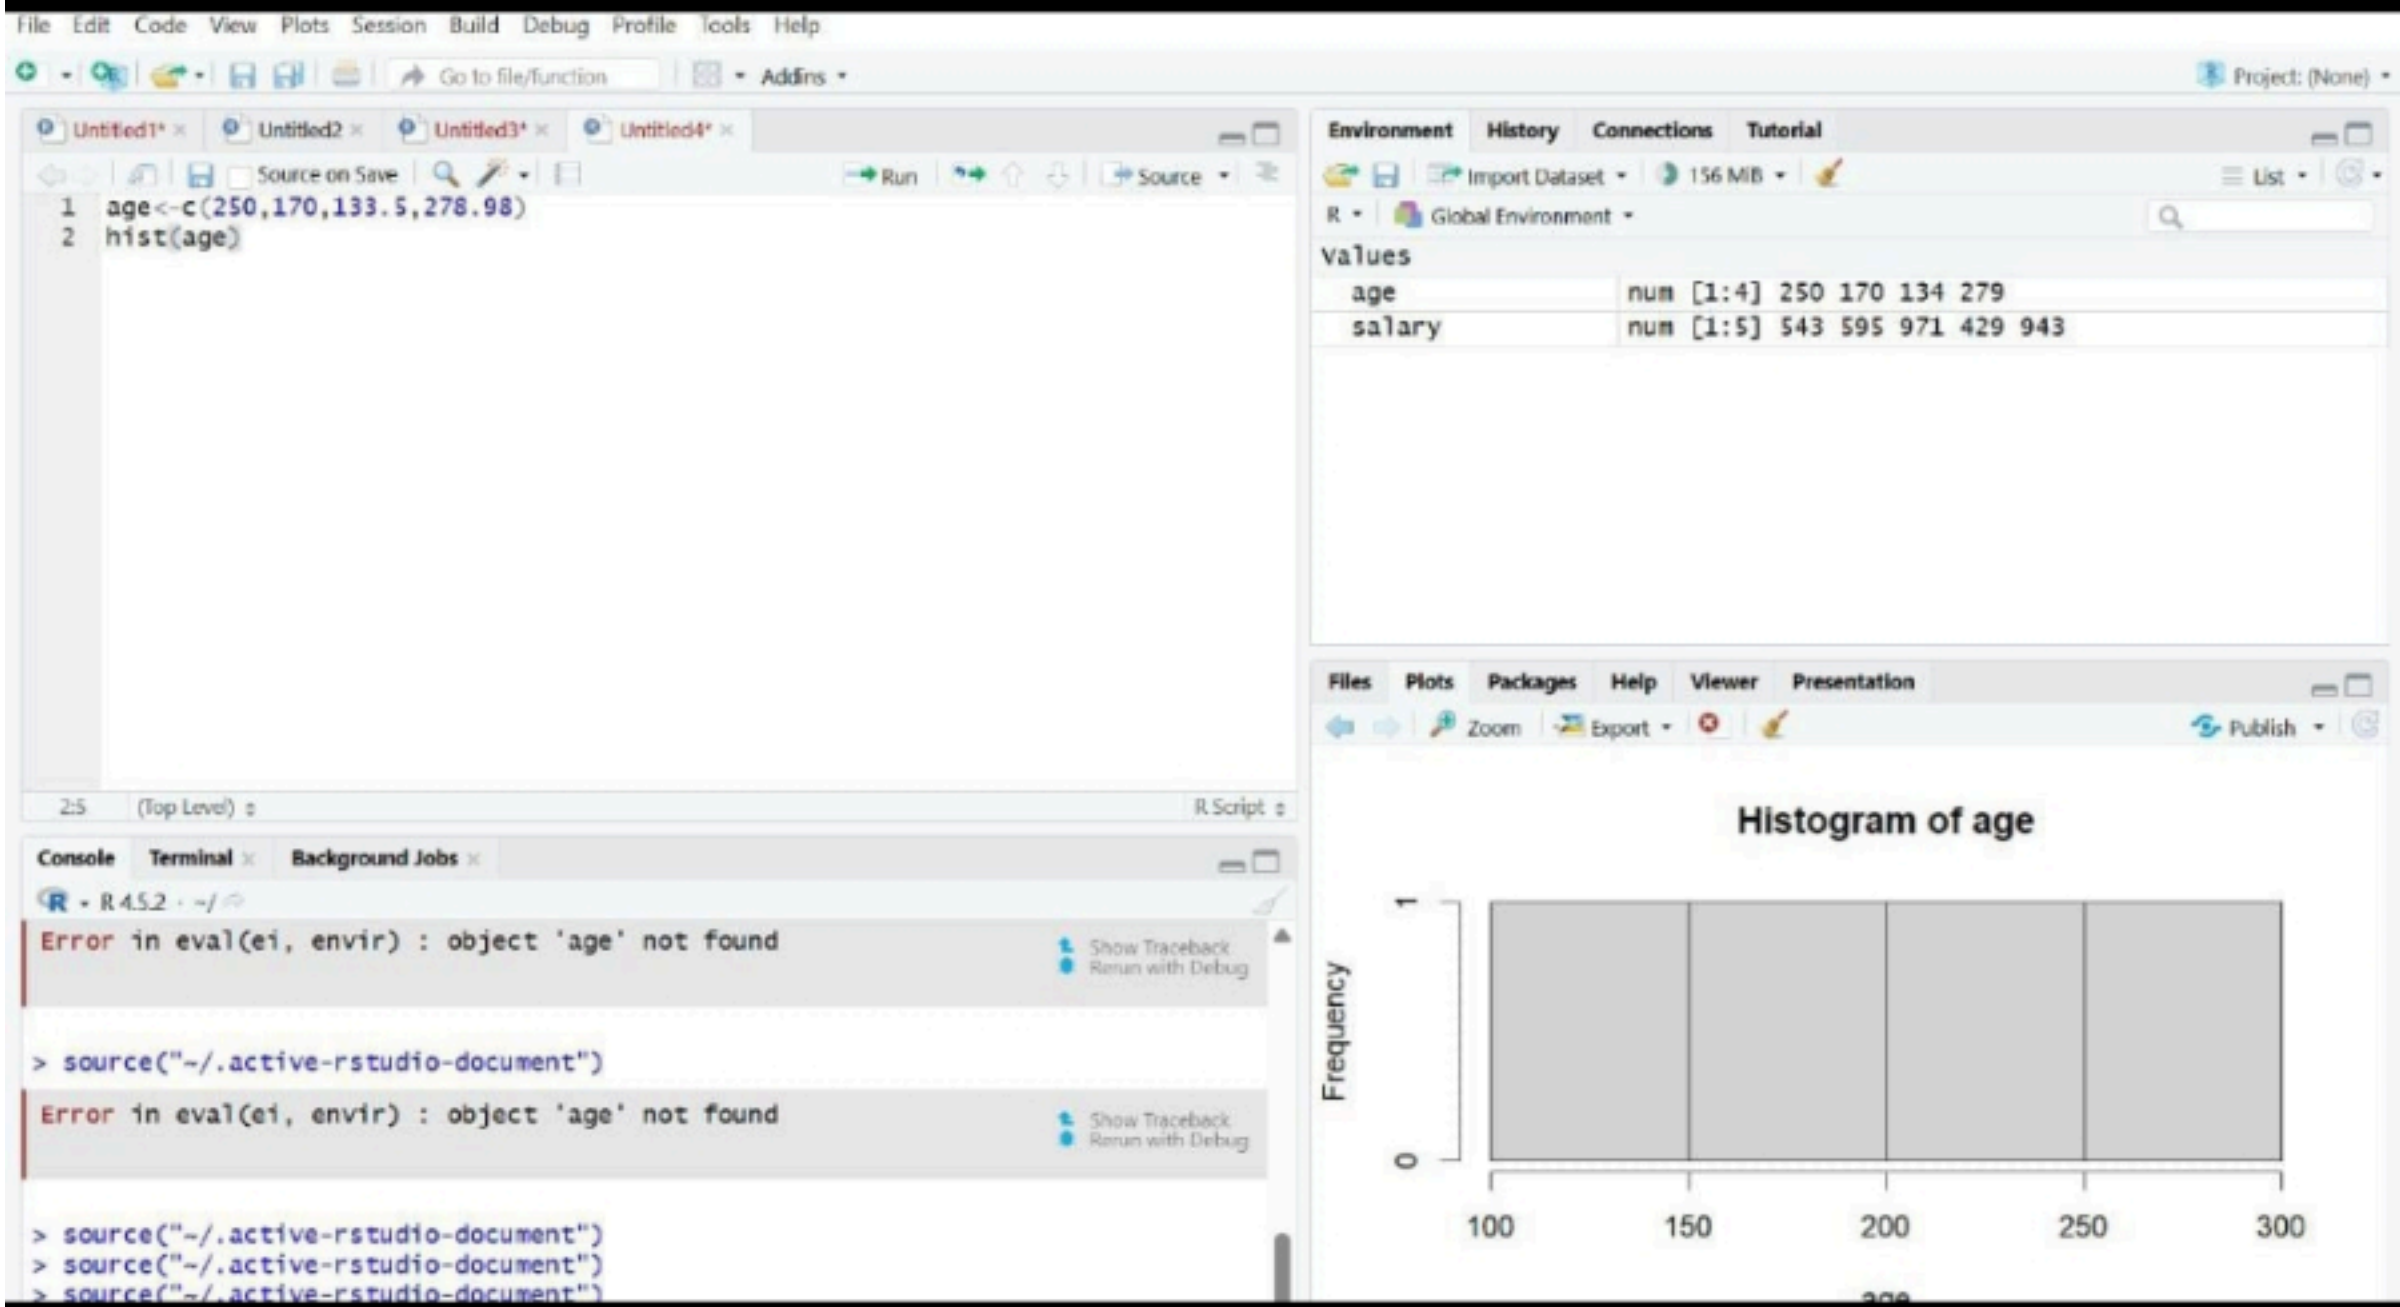 File Edit Code View Plots Session Build Debug Profile Tools Help
Go to file/function Addins Project: (None)
Untitled1* Untitled2 Untitled3* Untitled4*
Source on Save Run Source
1 age<-c(250,170,133.5,278.98)
2 hist(age)
2:5 (Top Level) R Script
Console Terminal Background Jobs
R R 4.5.2 · ~/
Error in eval(ei, envir) : object 'age' not found
Show Traceback
Rerun with Debug
> source("~/.active-rstudio-document")
Error in eval(ei, envir) : object 'age' not found
Show Traceback
Rerun with Debug
> source("~/.active-rstudio-document")
> source("~/.active-rstudio-document")
> source("~/.active-rstudio-document")
Environment History Connections Tutorial
Import Dataset 156 MiB List
R Global Environment
Values
age num [1:4] 250 170 134 279
salary num [1:5] 543 595 971 429 943
Files Plots Packages Help Viewer Presentation
Zoom Export Publish
Histogram of age
Frequency
1
0
100 150 200 250 300
age